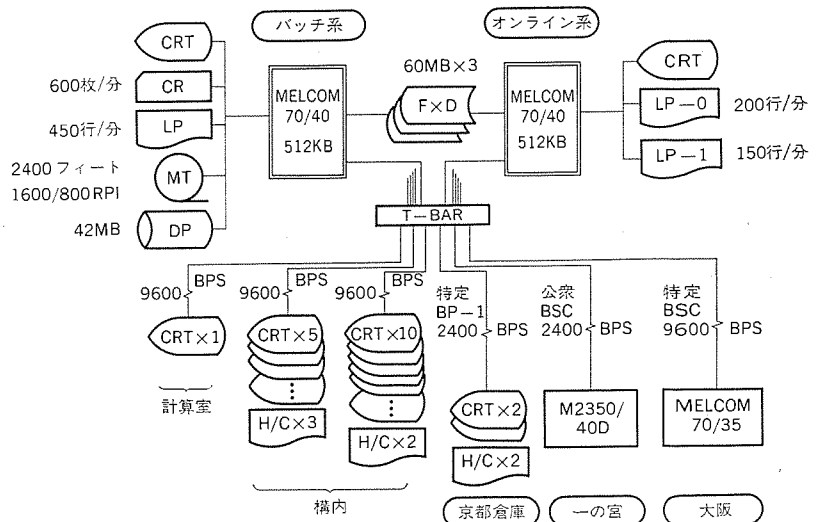 バッチ系
オンライン系
CRT
600枚/分
CR
450行/分
LP
2400フィート
1600/800RPI
MT
42MB
DP
MELCOM
70/40
512KB
60MB×3
F×D
MELCOM
70/40
512KB
CRT
LP-0
200行/分
LP-1
150行/分
T-BAR
9600
BPS
CRT×1
計算室
9600
BPS
CRT×5
H/C×3
9600
BPS
CRT×10
H/C×2
構内
特定
BP-1
2400
BPS
CRT×2
H/C×2
京都倉庫
公衆
BSC
2400
BPS
M2350/
40D
一の宮
特定
BSC
9600
BPS
MELCOM
70/35
大阪